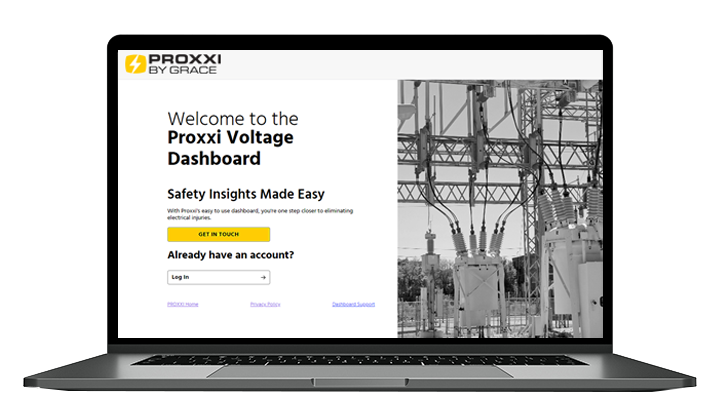 PROXXI
BY GRACE
Welcome to the
Proxxi Voltage
Dashboard
Safety Insights Made Easy
With Proxxi's easy to use dashboard, you're one step closer to eliminating
electrical injuries.
GET IN TOUCH
Already have an account?
Log In →
PROXXI Home
Privacy Policy
Dashboard Support